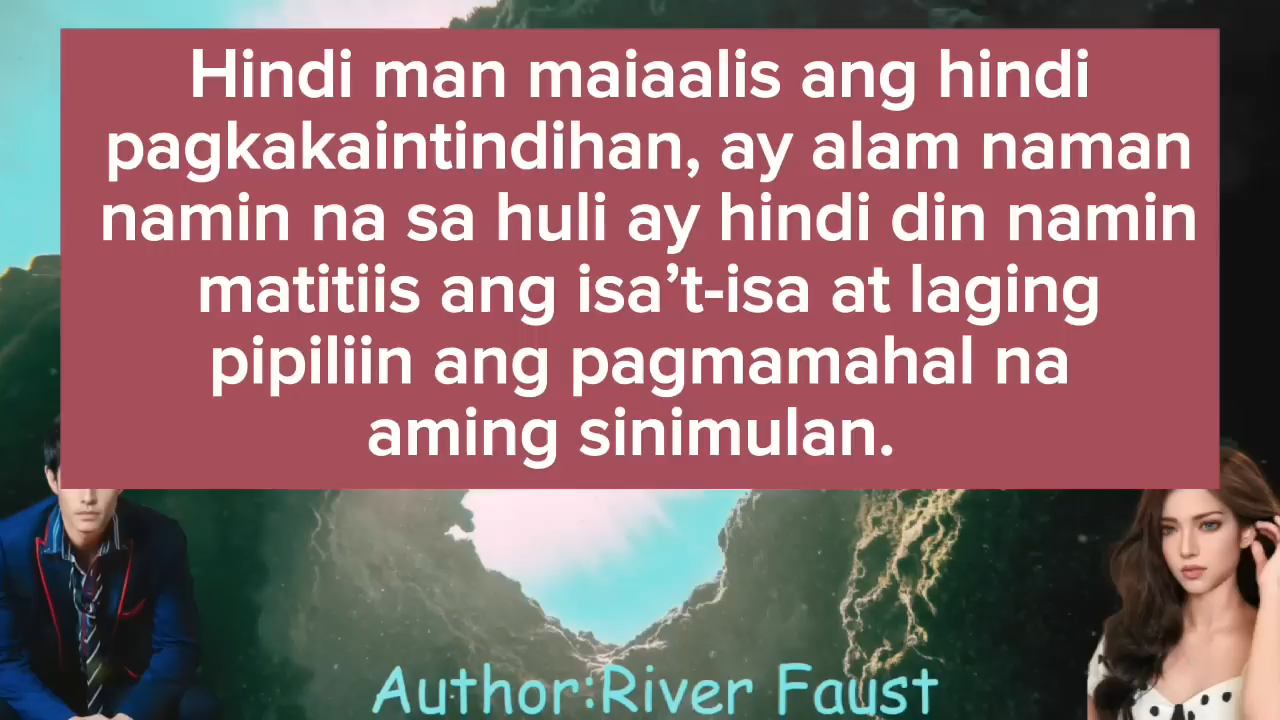 Hindi man maiaalis ang hindi
pagkakaintindihan, ay alam naman
namin na sa huli ay hindi din namin
matitiis ang isa’t-isa at laging
pipiliin ang pagmamahal na
aming sinimulan.
Author:River Faust